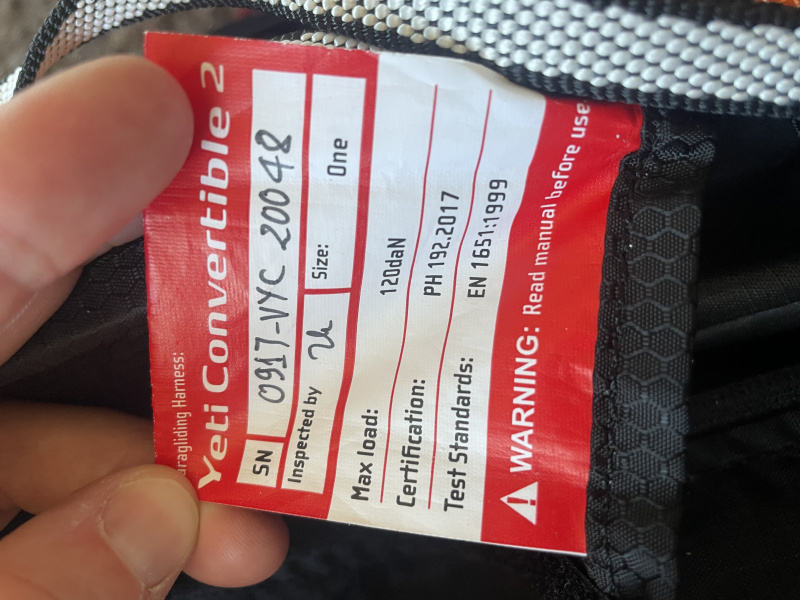 Paragliding Harness:
Yeti Convertible 2
SN 0917-VYC 20048
Inspected by Size: One
Max load: 120daN
Certification: PH 192.2017
Test Standards: EN 1651:1999
WARNING: Read manual before use